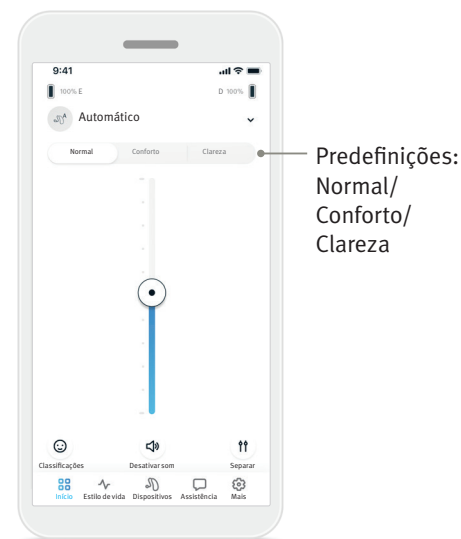 9:41
100% E
D 100%
Automático
Normal Conforto Clareza
Predefinições:
Normal/
Conforto/
Clareza
Classificações Desativar som Separar
Início Estilo de vida Dispositivos Assistência Mais